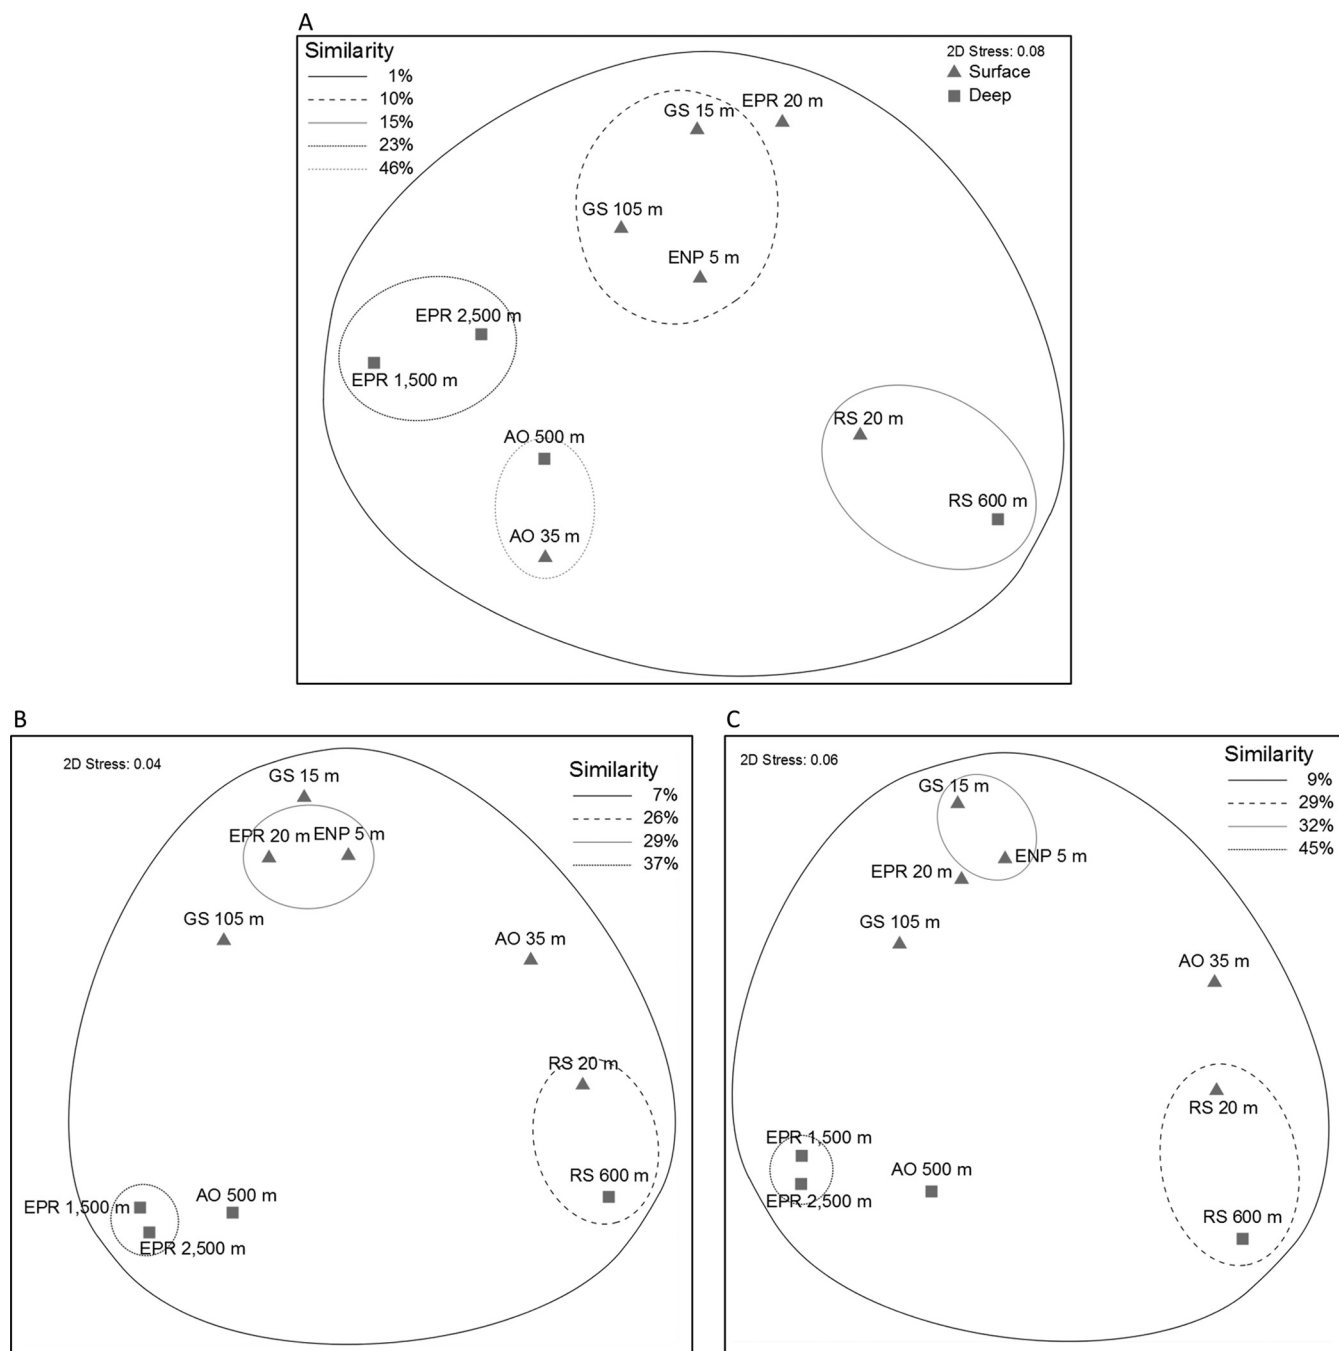 A
Similarity
1%
10%
15%
23%
46%
2D Stress: 0.08
Surface
Deep
EPR 20 m
GS 15 m
GS 105 m
ENP 5 m
EPR 2,500 m
EPR 1,500 m
RS 20 m
AO 500 m
RS 600 m
AO 35 m
B
2D Stress: 0.04
Similarity
7%
26%
29%
37%
GS 15 m
EPR 20 m
ENP 5 m
GS 105 m
AO 35 m
RS 20 m
RS 600 m
AO 500 m
EPR 1,500 m
EPR 2,500 m
C
2D Stress: 0.06
Similarity
9%
29%
32%
45%
GS 15 m
ENP 5 m
EPR 20 m
GS 105 m
AO 35 m
RS 20 m
EPR 1,500 m
AO 500 m
EPR 2,500 m
RS 600 m